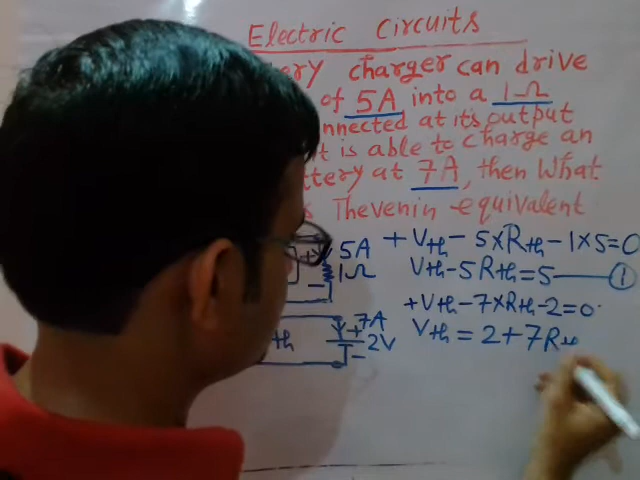 Electric Circuits
ery charger can drive
of 5A into a 1Ω
nnected at its output
t is able to charge an
ttery at 7A, then What
s Thevenin equivalent
+ Vth - 5×Rth - 1×5=0
5A
1Ω
Vth-5Rth=5 ①
+Vth-7×Rth-2=0
7A
2V
th
Vth = 2+7Rth